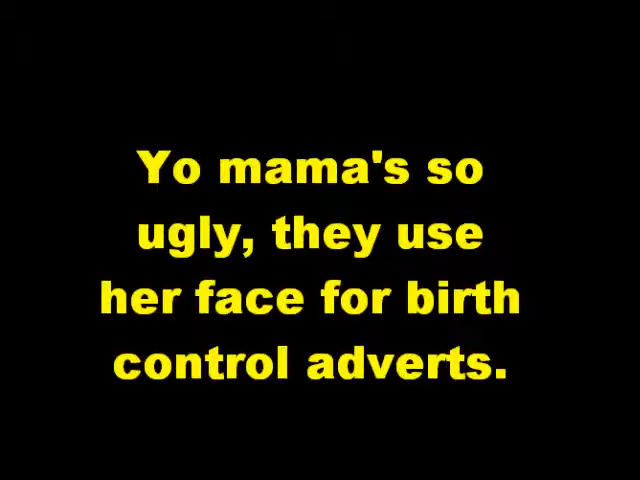 Yo mama's so
ugly, they use
her face for birth
control adverts.